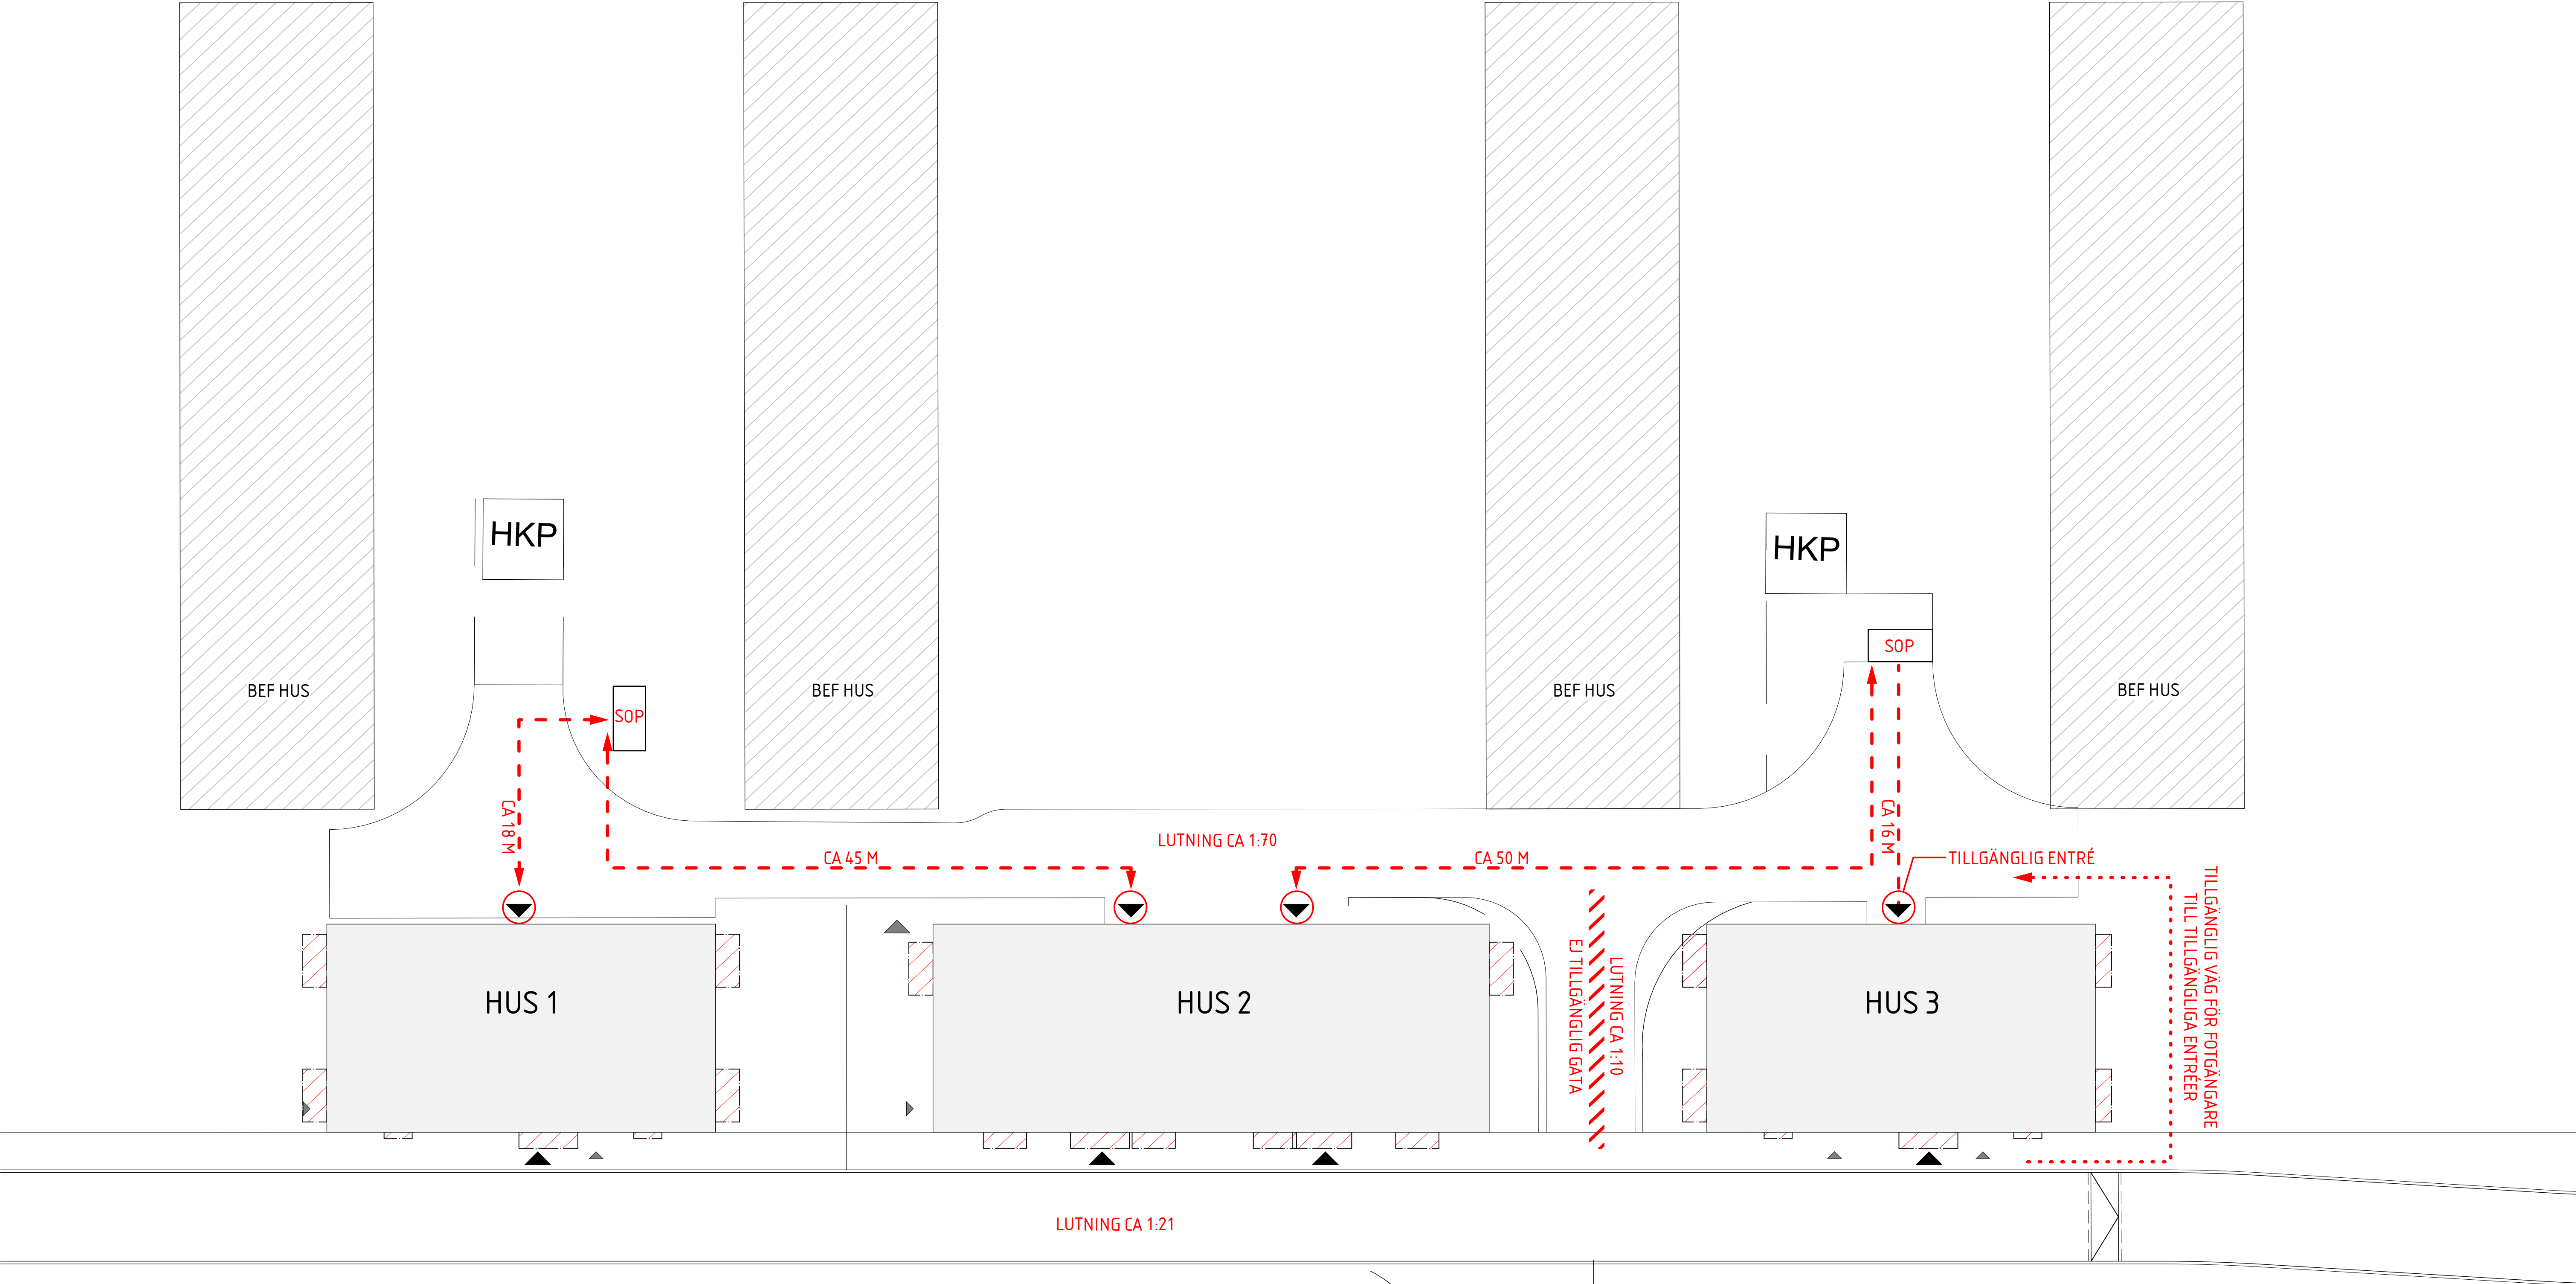 HKP
HKP
SOP
BEF HUS
BEF HUS
BEF HUS
BEF HUS
SOP
CA 18 M
CA 16 M
LUTNING CA 1:70
CA 45 M
CA 50 M
TILLGÄNGLIG ENTRÉ
TILLGÄNGLIG VÄG FÖR FOTGÄNGARE
TILL TILLGÄNGLIGA ENTRÉER
EJ TILLGÄNGLIG GATA
LUTNING CA 1:10
HUS 1
HUS 2
HUS 3
LUTNING CA 1:21